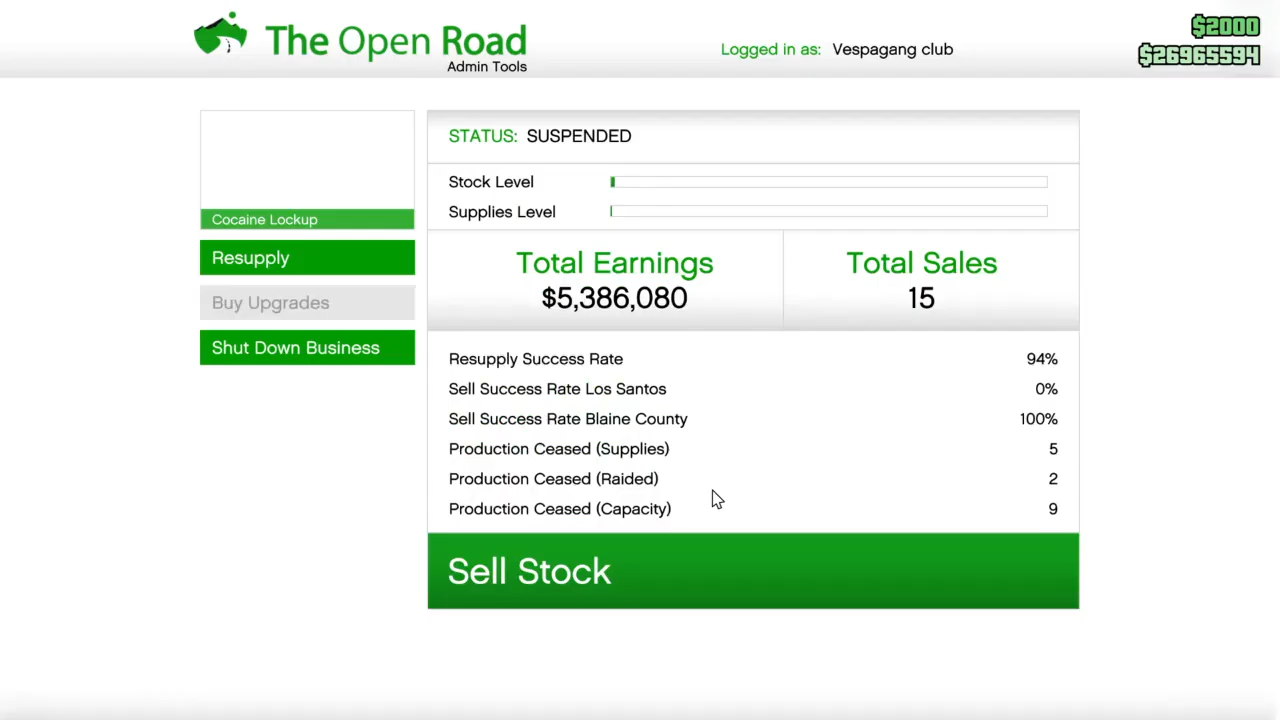 The Open Road
Admin Tools
Logged in as: Vespagang club
$2000
$26965594
Cocaine Lockup
Resupply
Buy Upgrades
Shut Down Business
STATUS: SUSPENDED
Stock Level
Supplies Level
Total Earnings
$5,386,080
Total Sales
15
Resupply Success Rate 94%
Sell Success Rate Los Santos 0%
Sell Success Rate Blaine County 100%
Production Ceased (Supplies) 5
Production Ceased (Raided) 2
Production Ceased (Capacity) 9
Sell Stock